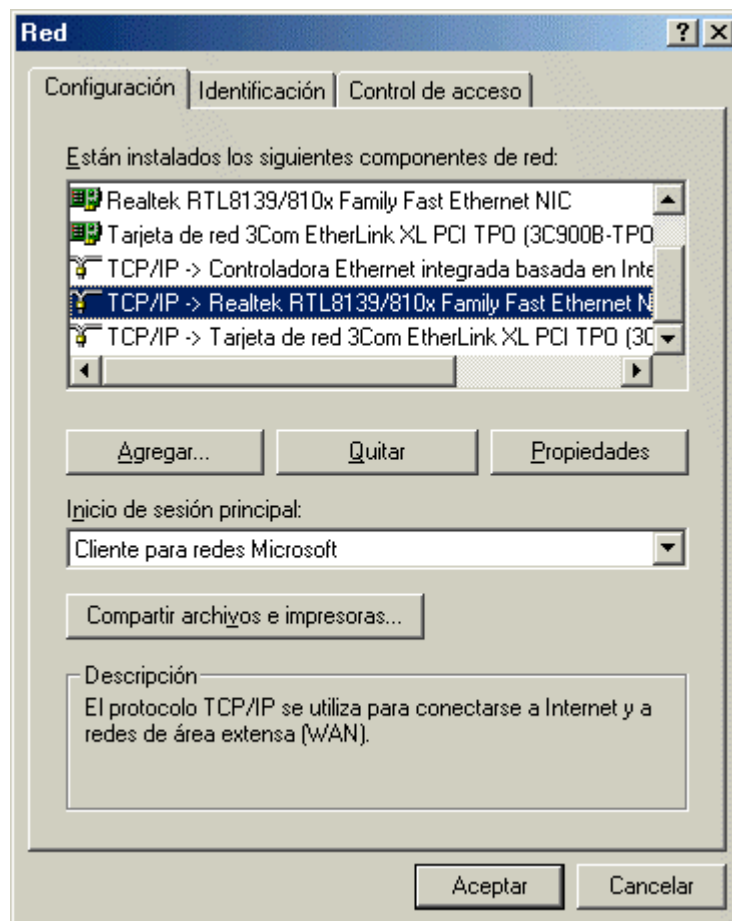 Red
Configuración Identificación Control de acceso
Están instalados los siguientes componentes de red:
Realtek RTL8139/810x Family Fast Ethernet NIC
Tarjeta de red 3Com EtherLink XL PCI TPO (3C900B-TPO
TCP/IP -> Controladora Ethernet integrada basada en Inte
TCP/IP -> Realtek RTL8139/810x Family Fast Ethernet N
TCP/IP -> Tarjeta de red 3Com EtherLink XL PCI TPO (3C
Agregar... Quitar Propiedades
Inicio de sesión principal:
Cliente para redes Microsoft
Compartir archivos e impresoras...
Descripción
El protocolo TCP/IP se utiliza para conectarse a Internet y a
redes de área extensa (WAN).
Aceptar Cancelar